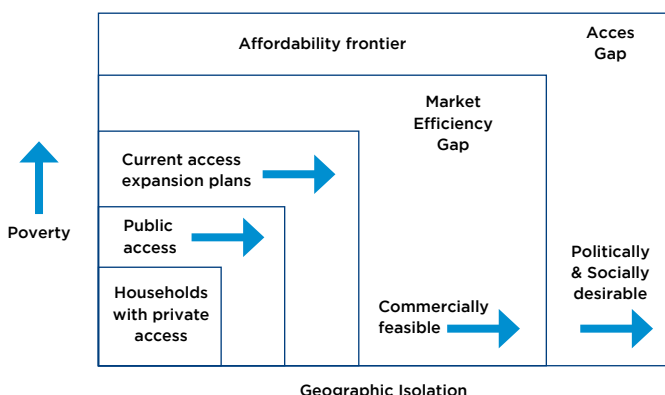 Affordability frontier
Acces
Gap
Market
Efficiency
Gap
Current access
expansion plans
Public
access
Poverty
Households
with private
access
Commercially
feasible
Politically
& Socially
desirable
Geographic Isolation